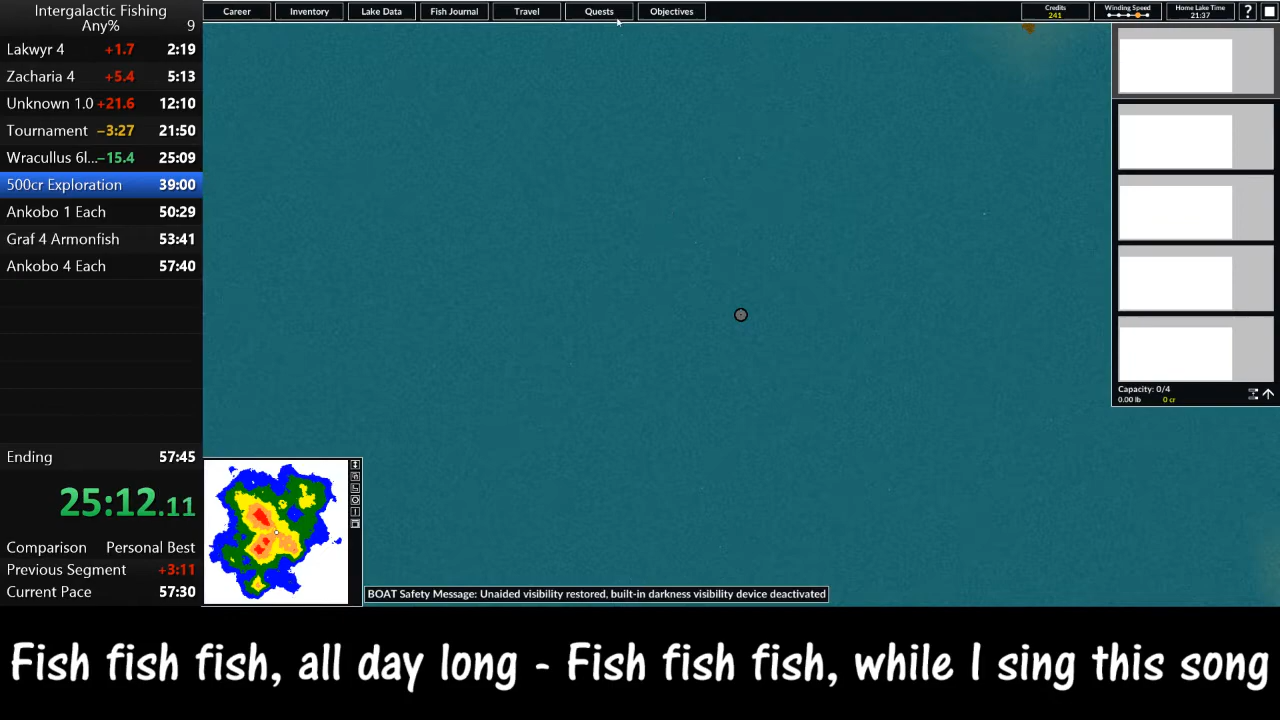 Intergalactic Fishing
Any% 9
Lakwyr 4 +1.7 2:19
Zacharia 4 +5.4 5:13
Unknown 1.0 +21.6 12:10
Tournament −3:27 21:50
Wracullus 6l... −15.4 25:09
500cr Exploration 39:00
Ankobo 1 Each 50:29
Graf 4 Armonfish 53:41
Ankobo 4 Each 57:40
Ending 57:45
25:12.11
Comparison Personal Best
Previous Segment +3:11
Current Pace 57:30
Career Inventory Lake Data Fish Journal Travel Quests Objectives
Credits
241
Winding Speed
Home Lake Time
21:37
?
Capacity: 0/4
0.00 lb 0 cr
BOAT Safety Message: Unaided visibility restored, built-in darkness visibility device deactivated
Fish fish fish, all day long - Fish fish fish, while I sing this song